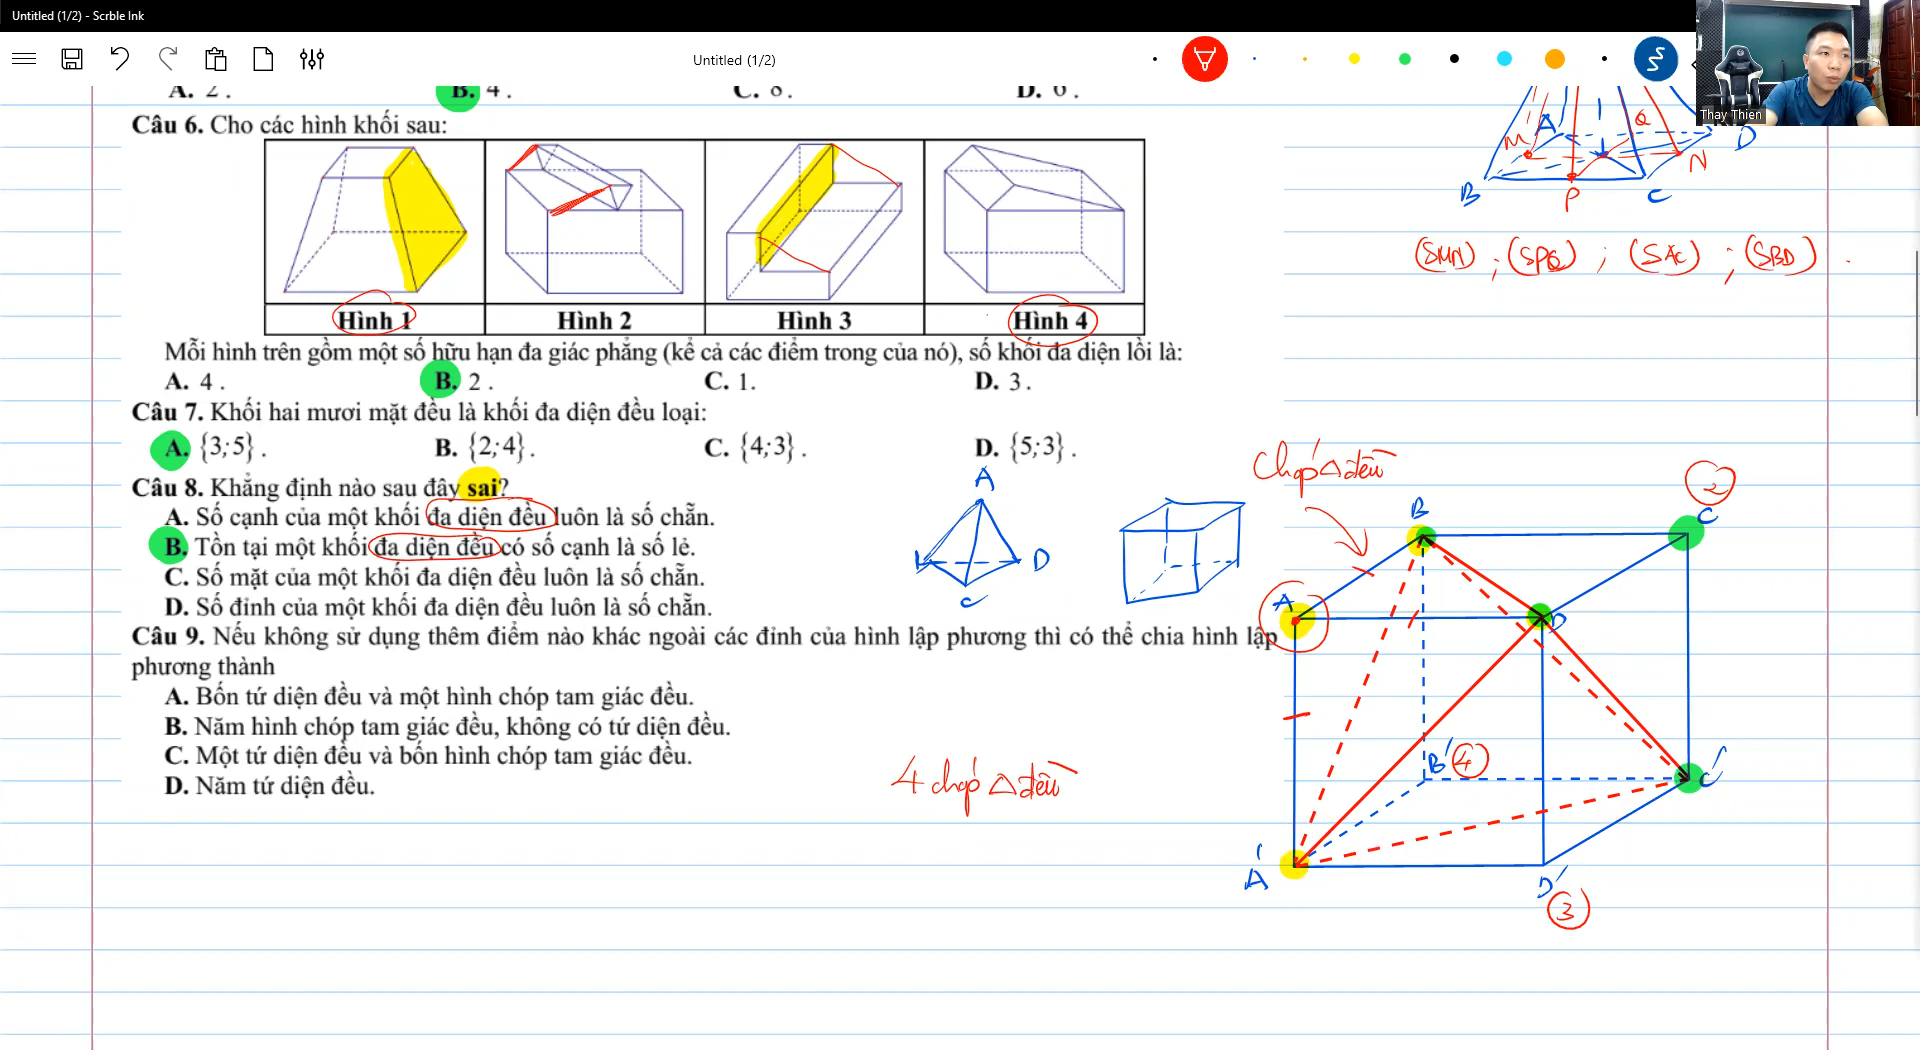 Untitled (1/2) - Scrble Ink
Untitled (1/2)
Thay Thien
A. 2 . B. 4 . C. 8 . D. 6 .
Câu 6. Cho các hình khối sau:
Hình 1 Hình 2 Hình 3 Hình 4
Mỗi hình trên gồm một số hữu hạn đa giác phẳng (kể cả các điểm trong của nó), số khối đa diện lồi là:
A. 4 . B. 2 . C. 1. D. 3 .
Câu 7. Khối hai mươi mặt đều là khối đa diện đều loại:
A. {3;5} . B. {2;4} . C. {4;3} . D. {5;3} .
Câu 8. Khẳng định nào sau đây sai?
A. Số cạnh của một khối đa diện đều luôn là số chẵn.
B. Tồn tại một khối đa diện đều có số cạnh là số lẻ.
C. Số mặt của một khối đa diện đều luôn là số chẵn.
D. Số đỉnh của một khối đa diện đều luôn là số chẵn.
Câu 9. Nếu không sử dụng thêm điểm nào khác ngoài các đỉnh của hình lập phương thì có thể chia hình lập
phương thành
A. Bốn tứ diện đều và một hình chóp tam giác đều.
B. Năm hình chóp tam giác đều, không có tứ diện đều.
C. Một tứ diện đều và bốn hình chóp tam giác đều.
D. Năm tứ diện đều.
A D
M Q N
B P C
(SMN) ; (SPQ) ; (SAC) ; (SBD) .
A
D
C
chóp △ đều
2
B C
A D
B' 4 C'
A' D'
3
4 chóp △ đều